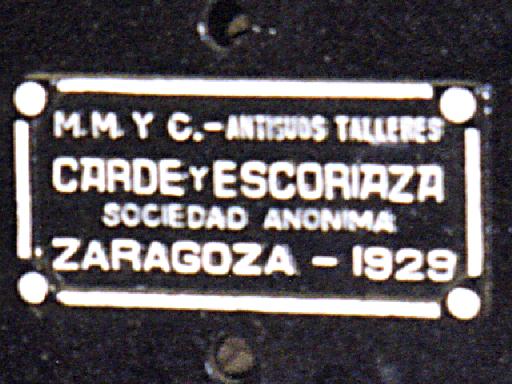 M.M. Y C.-ANTIGUOS TALLERES
CARDE Y ESCORIAZA
SOCIEDAD ANONIMA
ZARAGOZA - 1929